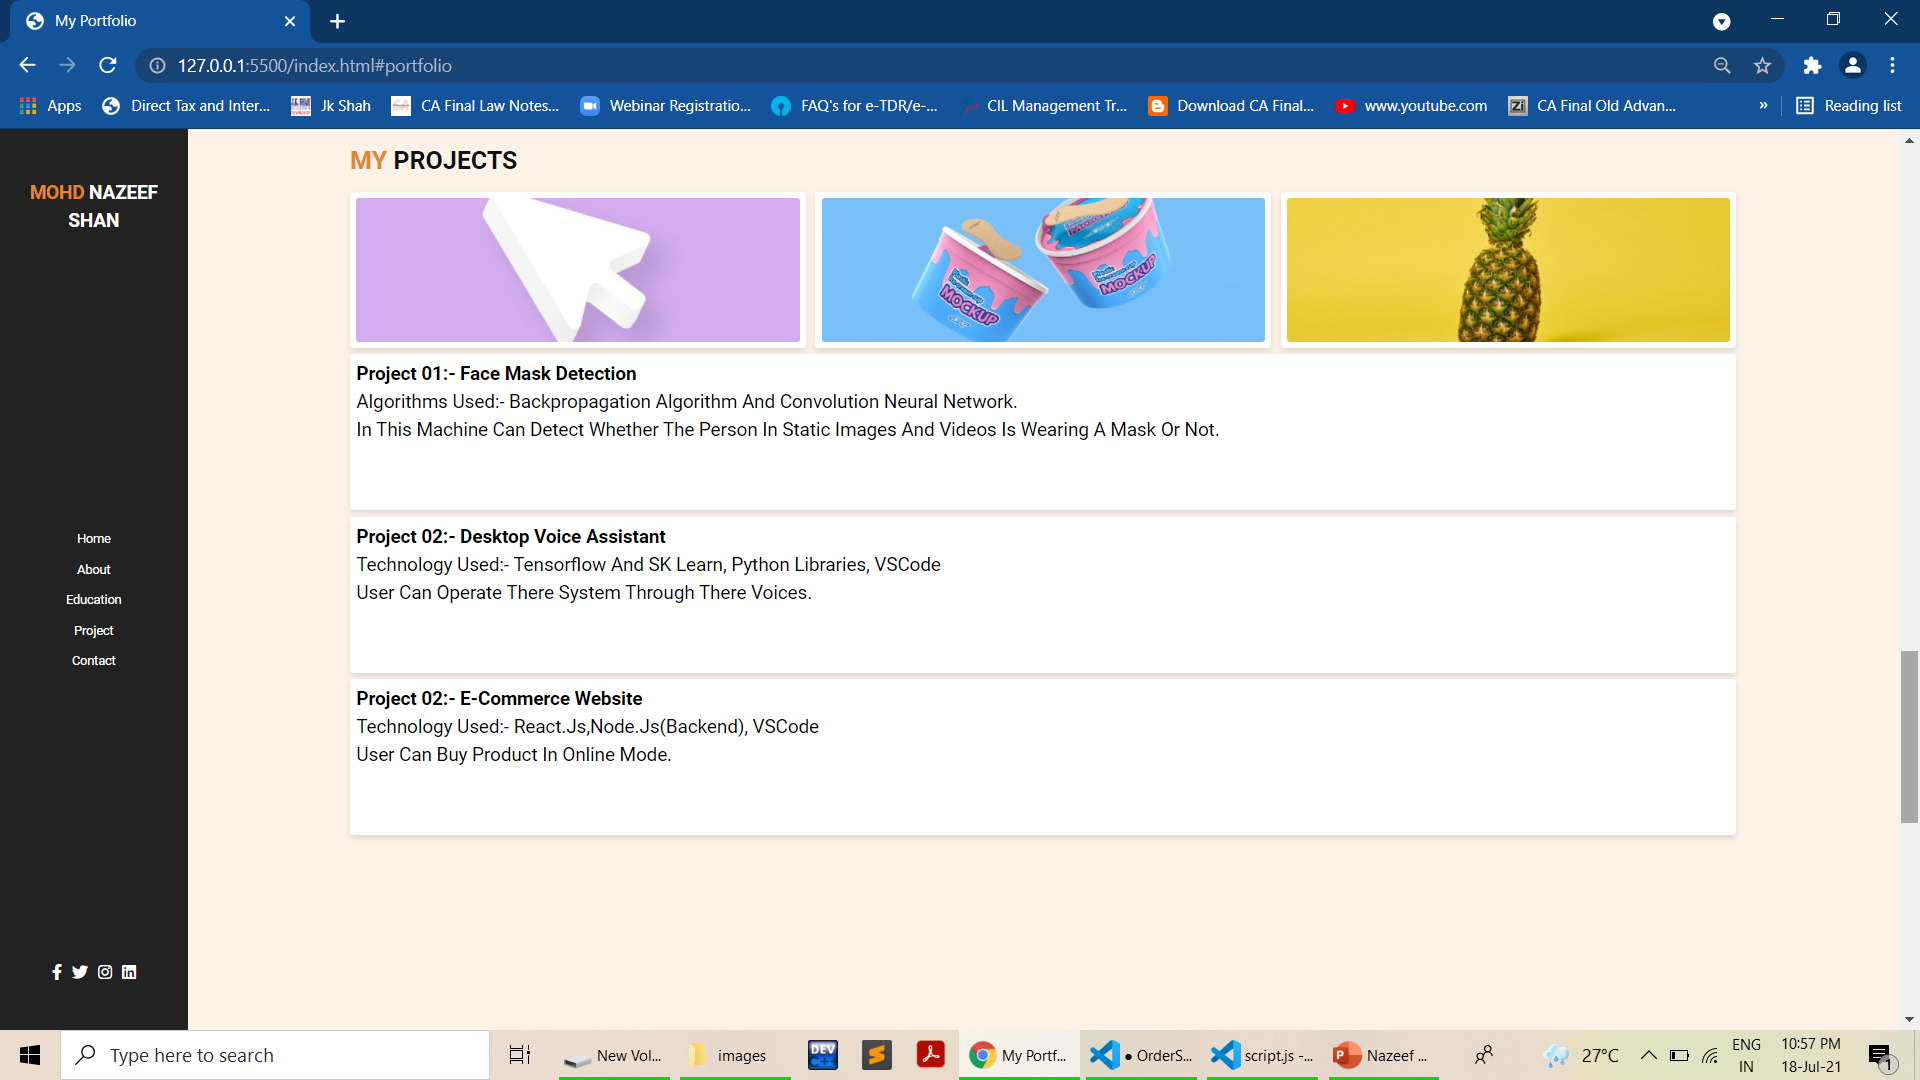 My Portfolio
127.0.0.1:5500/index.html#portfolio
Apps
Direct Tax and Inter...
Jk Shah
CA Final Law Notes...
Webinar Registratio...
FAQ's for e-TDR/e-...
CIL Management Tr...
Download CA Final...
www.youtube.com
CA Final Old Advan...
»
Reading list
MOHD NAZEEF
SHAN
Home
About
Education
Project
Contact
MY PROJECTS
MOCKUP
MOCKUP
Project 01:- Face Mask Detection
Algorithms Used:- Backpropagation Algorithm And Convolution Neural Network.
In This Machine Can Detect Whether The Person In Static Images And Videos Is Wearing A Mask Or Not.
Project 02:- Desktop Voice Assistant
Technology Used:- Tensorflow And SK Learn, Python Libraries, VSCode
User Can Operate There System Through There Voices.
Project 02:- E-Commerce Website
Technology Used:- React.Js,Node.Js(Backend), VSCode
User Can Buy Product In Online Mode.
Type here to search
New Vol...
images
DEV
My Portf...
● OrderS...
script.js -...
Nazeef ...
27°C
ENG
IN
10:57 PM
18-Jul-21
1